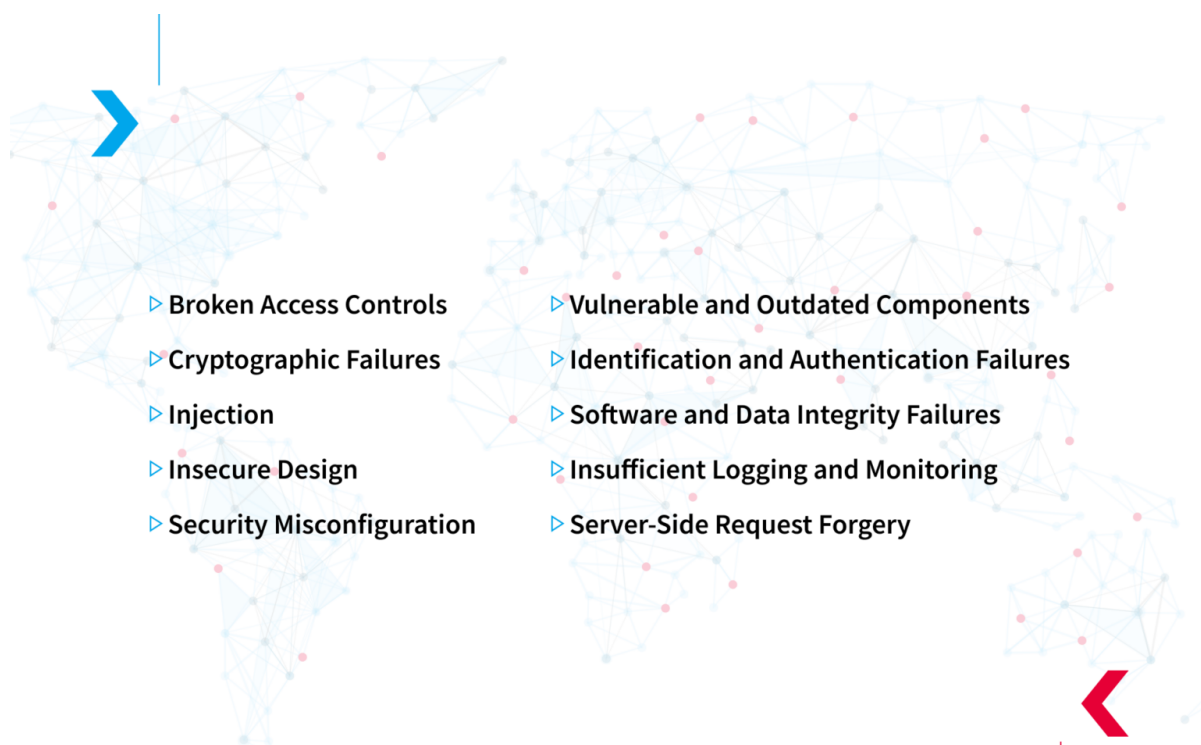 Broken Access Controls
Cryptographic Failures
Injection
Insecure Design
Security Misconfiguration
Vulnerable and Outdated Components
Identification and Authentication Failures
Software and Data Integrity Failures
Insufficient Logging and Monitoring
Server-Side Request Forgery